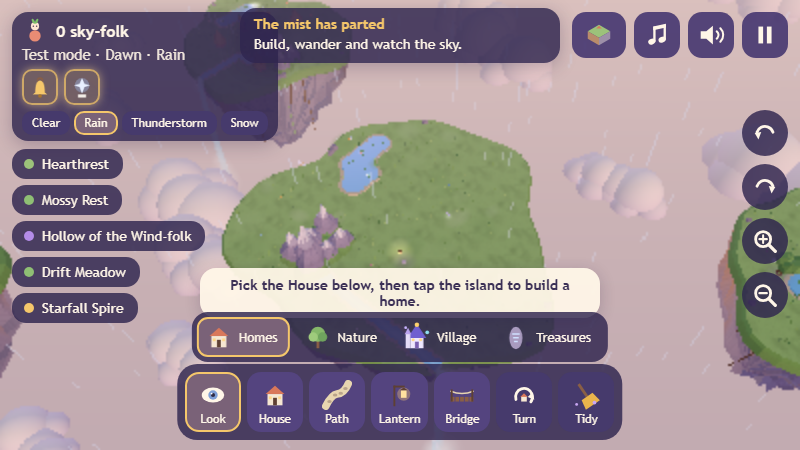 0 sky-folk
Test mode · Dawn · Rain
Clear
Rain
Thunderstorm
Snow
The mist has parted
Build, wander and watch the sky.
Hearthrest
Mossy Rest
Hollow of the Wind-folk
Drift Meadow
Starfall Spire
Pick the House below, then tap the island to build a
home.
Homes
Nature
Village
Treasures
Look
House
Path
Lantern
Bridge
Turn
Tidy